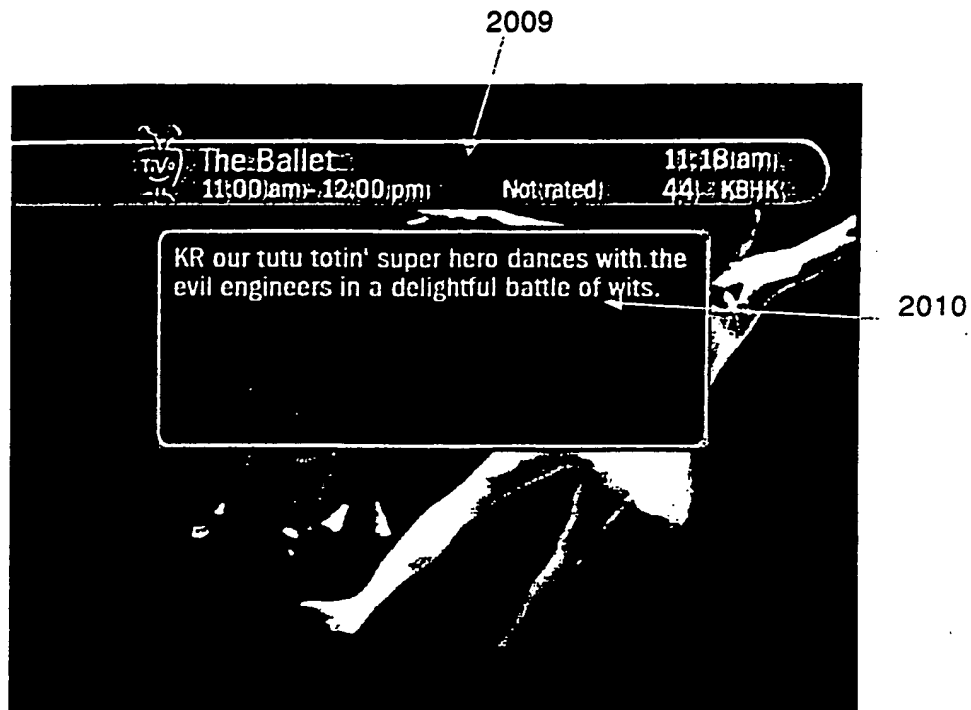 2009
TiVo
The Ballet 11:18 am
11:00 am - 12:00 pm Not rated 44 KBHK
KR our tutu totin' super hero dances with the
evil engineers in a delightful battle of wits.
2010